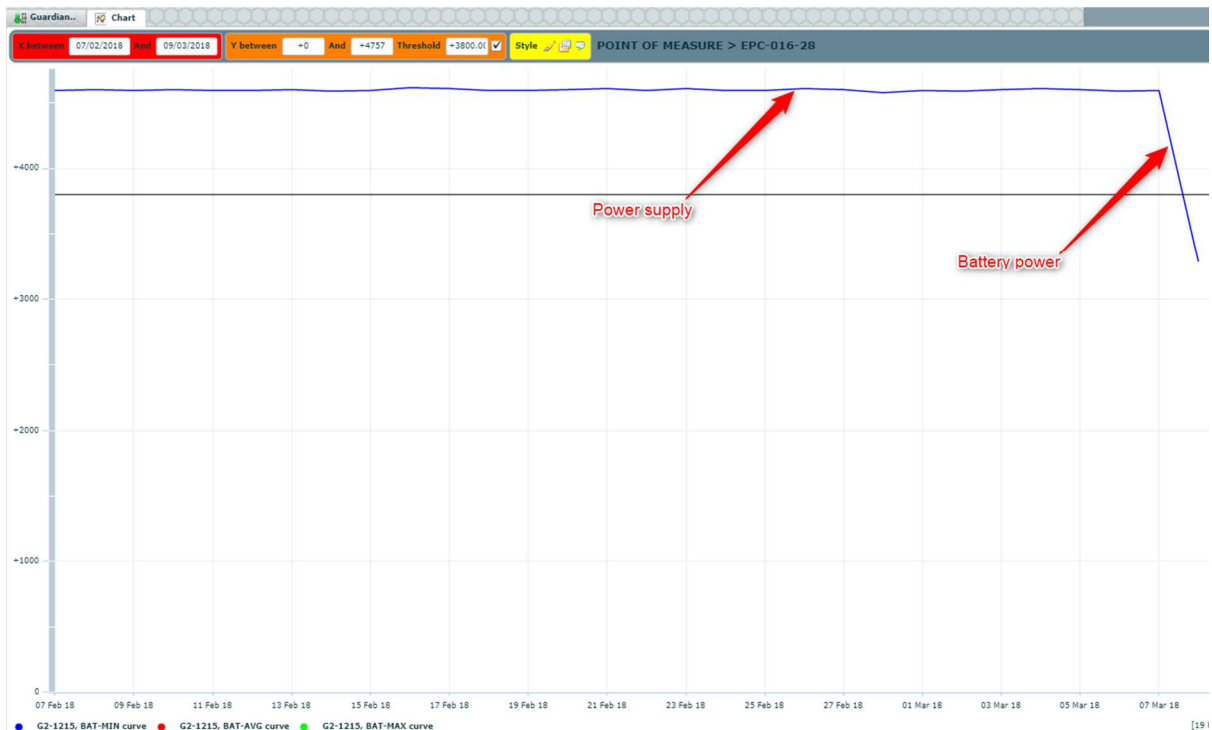 Guardian.. Chart
X between 07/02/2018 And 09/03/2018 Y between +0 And +4757 Threshold +3800.0( Style POINT OF MEASURE > EPC-016-28
+4000
Power supply
Battery power
+3000
+2000
+1000
0
07 Feb 18 09 Feb 18 11 Feb 18 13 Feb 18 15 Feb 18 17 Feb 18 19 Feb 18 21 Feb 18 23 Feb 18 25 Feb 18 27 Feb 18 01 Mar 18 03 Mar 18 05 Mar 18 07 Mar 18
G2-1215, BAT-MIN curve G2-1215, BAT-AVG curve G2-1215, BAT-MAX curve [19